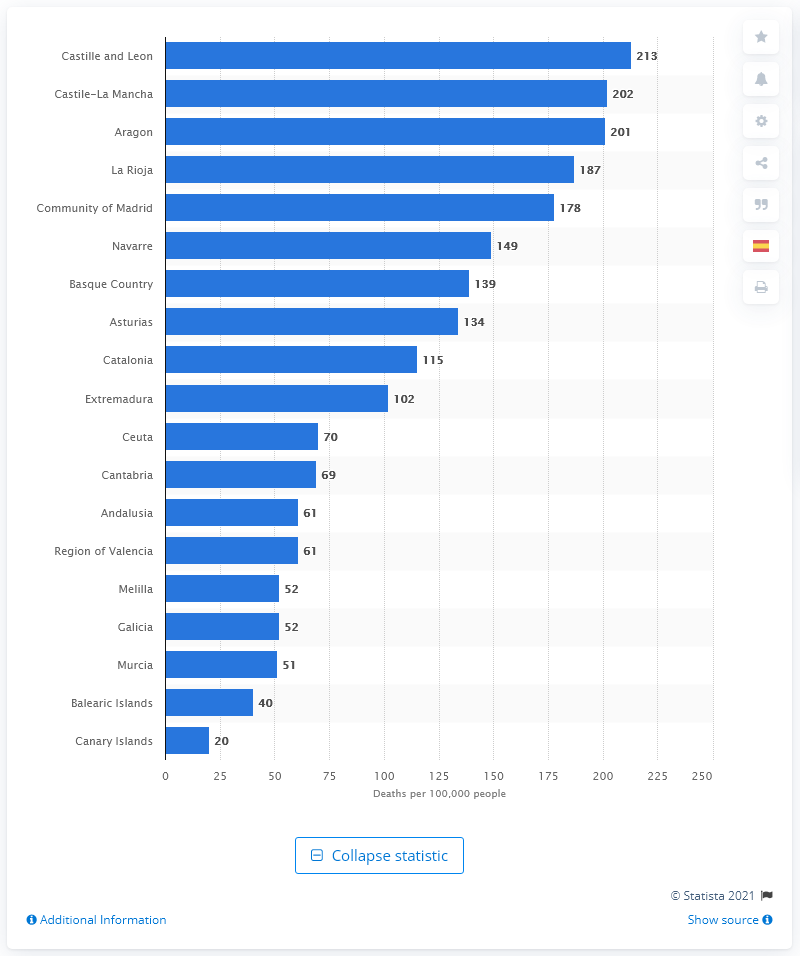 Castille and Leon 213
Castile-La Mancha 202
Aragon 201
La Rioja 187
Community of Madrid 178
Navarre 149
Basque Country 139
Asturias 134
Catalonia 115
Extremadura 102
Ceuta 70
Cantabria 69
Andalusia 61
Region of Valencia 61
Melilla 52
Galicia 52
Murcia 51
Balearic Islands 40
Canary Islands 20
0 25 50 75 100 125 150 175 200 225 250
Deaths per 100,000 people
Collapse statistic
© Statista 2021
Additional Information
Show source